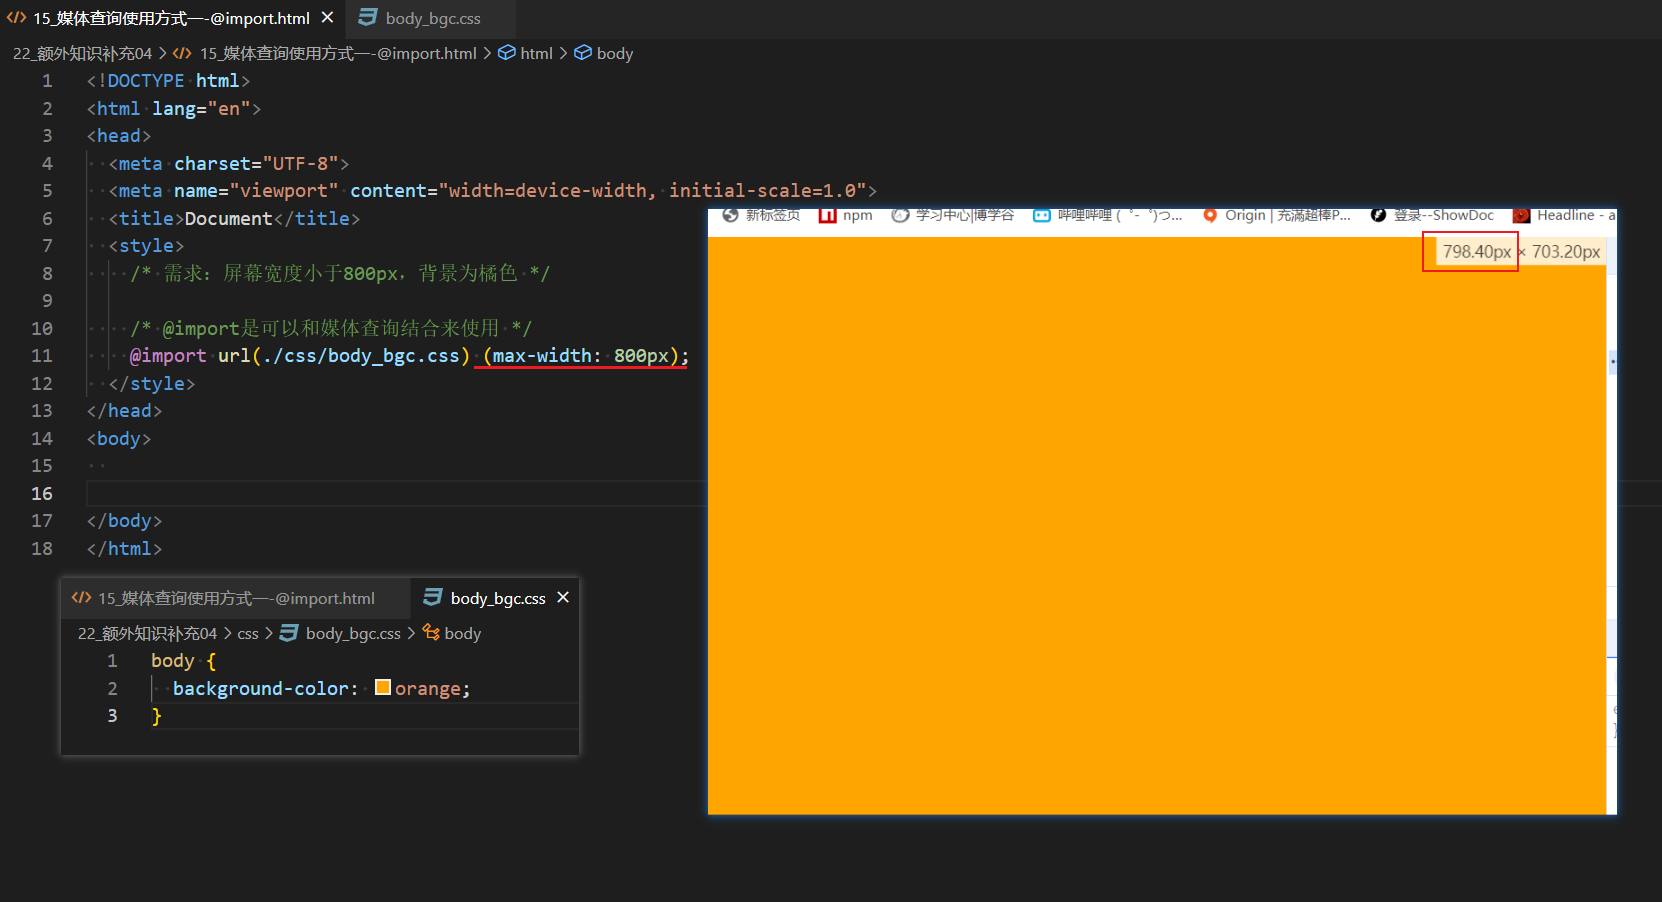 15_媒体查询使用方式一-@import.html
body_bgc.css
22_额外知识补充04 > 15_媒体查询使用方式一-@import.html > html > body
1 <!DOCTYPE html>
2 <html lang="en">
3 <head>
4 <meta charset="UTF-8">
5 <meta name="viewport" content="width=device-width, initial-scale=1.0">
6 <title>Document</title>
7 <style>
8 /* 需求：屏幕宽度小于800px，背景为橘色 */
9
10 /* @import是可以和媒体查询结合来使用 */
11 @import url(./css/body_bgc.css) (max-width: 800px);
12 </style>
13 </head>
14 <body>
15
16
17 </body>
18 </html>
新标签页 npm 学习中心|博学谷 哔哩哔哩 ( ゜- ゜)つ... Origin | 充满超棒P... 登录--ShowDoc Headline - a
798.40px × 703.20px
15_媒体查询使用方式一-@import.html
body_bgc.css
22_额外知识补充04 > css > body_bgc.css > body
1 body {
2 background-color: orange;
3 }